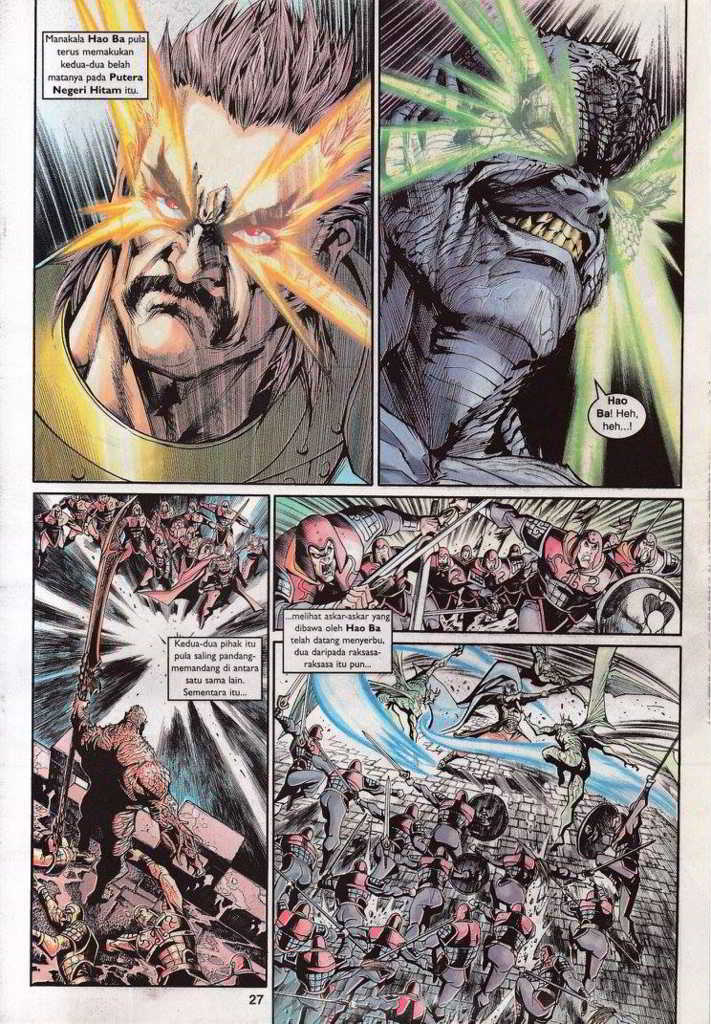 Manakala Hao Ba pula
terus memakukan
kedua-dua belah
matanya pada Putera
Negeri Hitam itu.
Hao
Ba! Heh,
heh...!
Kedua-dua pihak itu
pula saling pandang-
memandang di antara
satu sama lain.
Sementara itu...
...melihat askar-askar yang
dibawa oleh Hao Ba
telah datang menyerbu,
dua daripada raksasa-
raksasa itu pun...
27